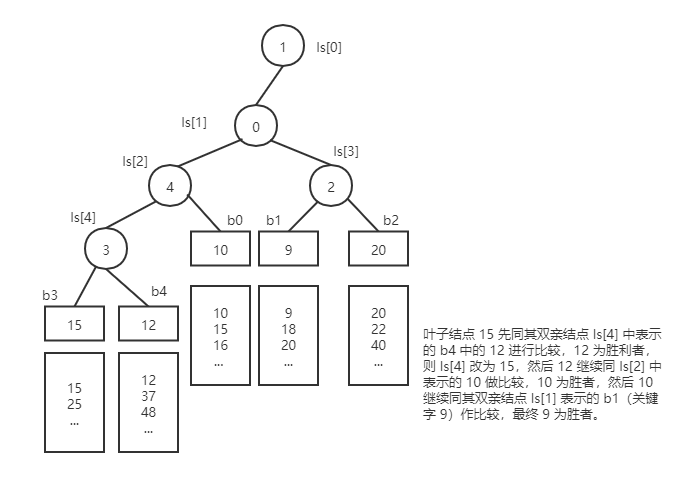 1
ls[0]
ls[1]
0
ls[2]
ls[3]
4
2
ls[4]
b0
b1
b2
3
10
9
20
b3
b4
15
12
10
15
16
...
9
18
20
...
20
22
40
...
15
25
...
12
37
48
...
叶子结点 15 先同其双亲结点 ls[4] 中表示
的 b4 中的 12 进行比较，12 为胜利者，
则 ls[4] 改为 15，然后 12 继续同 ls[2] 中
表示的 10 做比较，10 为胜者，然后 10
继续同其双亲结点 ls[1] 表示的 b1（关键
字 9）作比较，最终 9 为胜者。